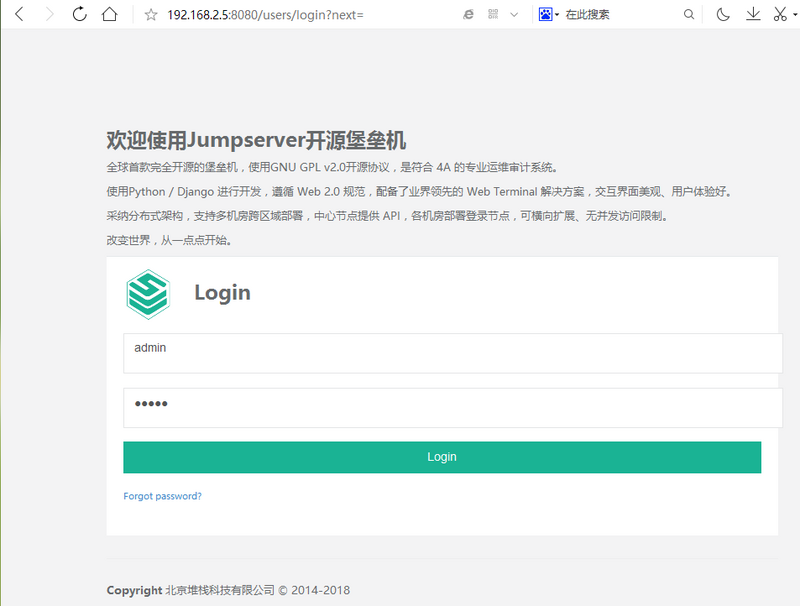 192.168.2.5:8080/users/login?next=
在此搜索
欢迎使用Jumpserver开源堡垒机
全球首款完全开源的堡垒机，使用GNU GPL v2.0开源协议，是符合 4A 的专业运维审计系统。
使用Python / Django 进行开发，遵循 Web 2.0 规范，配备了业界领先的 Web Terminal 解决方案，交互界面美观、用户体验好。
采纳分布式架构，支持多机房跨区域部署，中心节点提供 API，各机房部署登录节点，可横向扩展、无并发访问限制。
改变世界，从一点点开始。
Login
admin
•••••
Login
Forgot password?
Copyright 北京堆栈科技有限公司 © 2014-2018